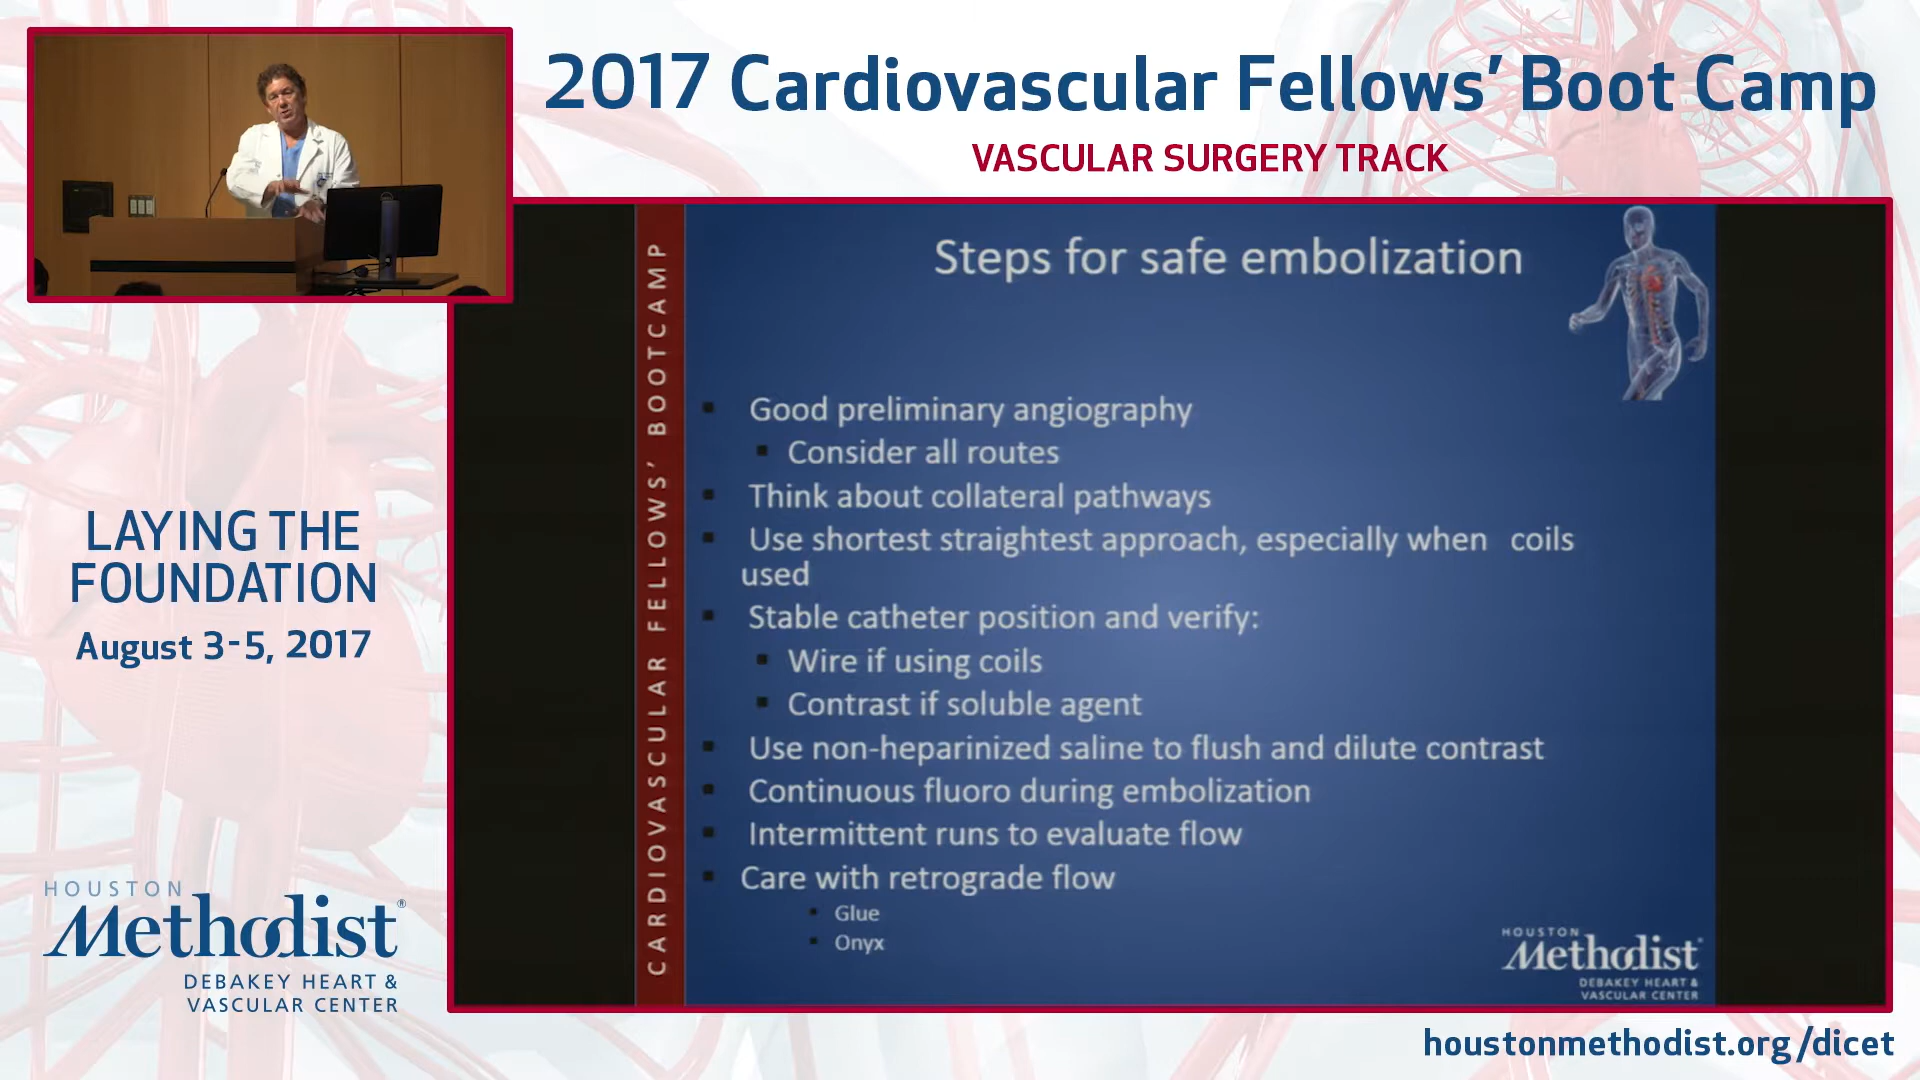 2017 Cardiovascular Fellows’ Boot Camp
VASCULAR SURGERY TRACK
CARDIOVASCULAR FELLOWS’ BOOTCAMP
Steps for safe embolization
Good preliminary angiography
Consider all routes
Think about collateral pathways
Use shortest straightest approach, especially when coils
used
Stable catheter position and verify:
Wire if using coils
Contrast if soluble agent
Use non-heparinized saline to flush and dilute contrast
Continuous fluoro during embolization
Intermittent runs to evaluate flow
Care with retrograde flow
Glue
Onyx
HOUSTON
Methodist
DEBAKEY HEART &
VASCULAR CENTER
LAYING THE
FOUNDATION
August 3-5, 2017
HOUSTON
Methodist®
DEBAKEY HEART &
VASCULAR CENTER
houstonmethodist.org/dicet